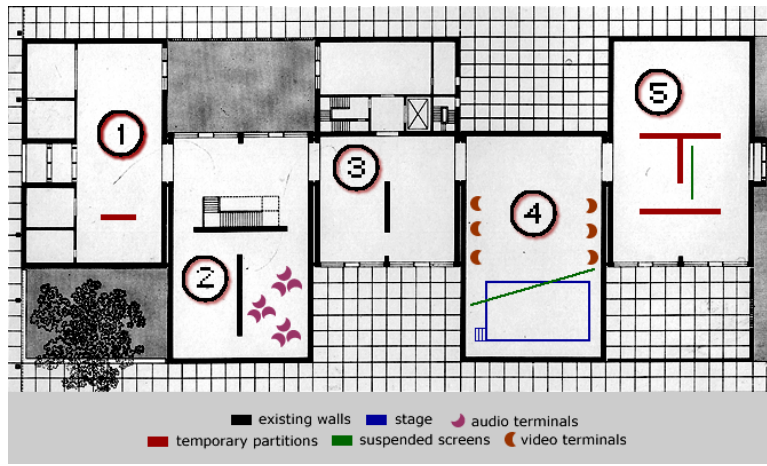 1
5
3
4
2
existing walls stage audio terminals
temporary partitions suspended screens video terminals